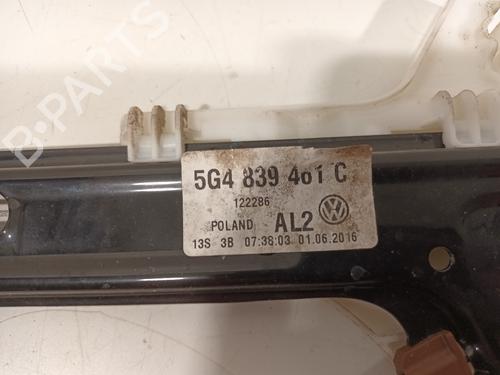 B-PARTS
5G4 839 461 C
122286
POLAND AL2
13S 3B 07:38:03 01.06.2016